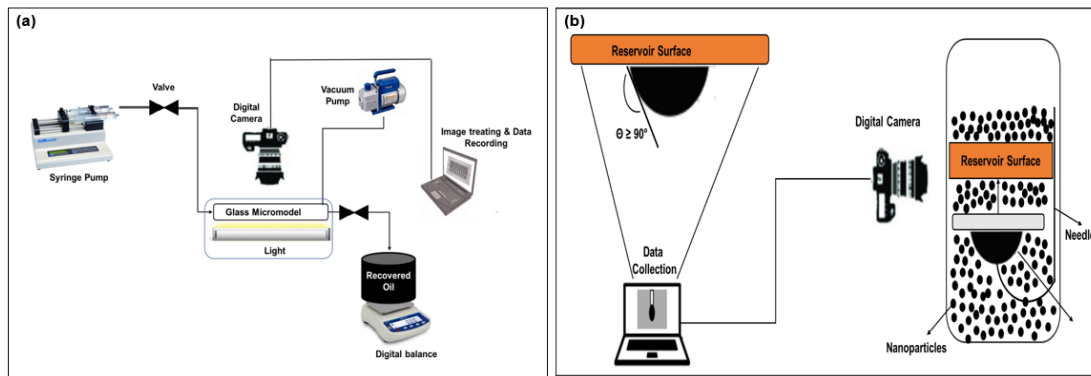 (a)
Valve
Digital
Camera
Vacuum
Pump
Image treating & Data
Recording
Syringe Pump
Glass Micromodel
Light
Recovered
Oil
Digital balance
(b)
Reservoir Surface
Θ ≥ 90°
Digital Camera
Reservoir Surface
Needle
Data
Collection
Nanoparticles